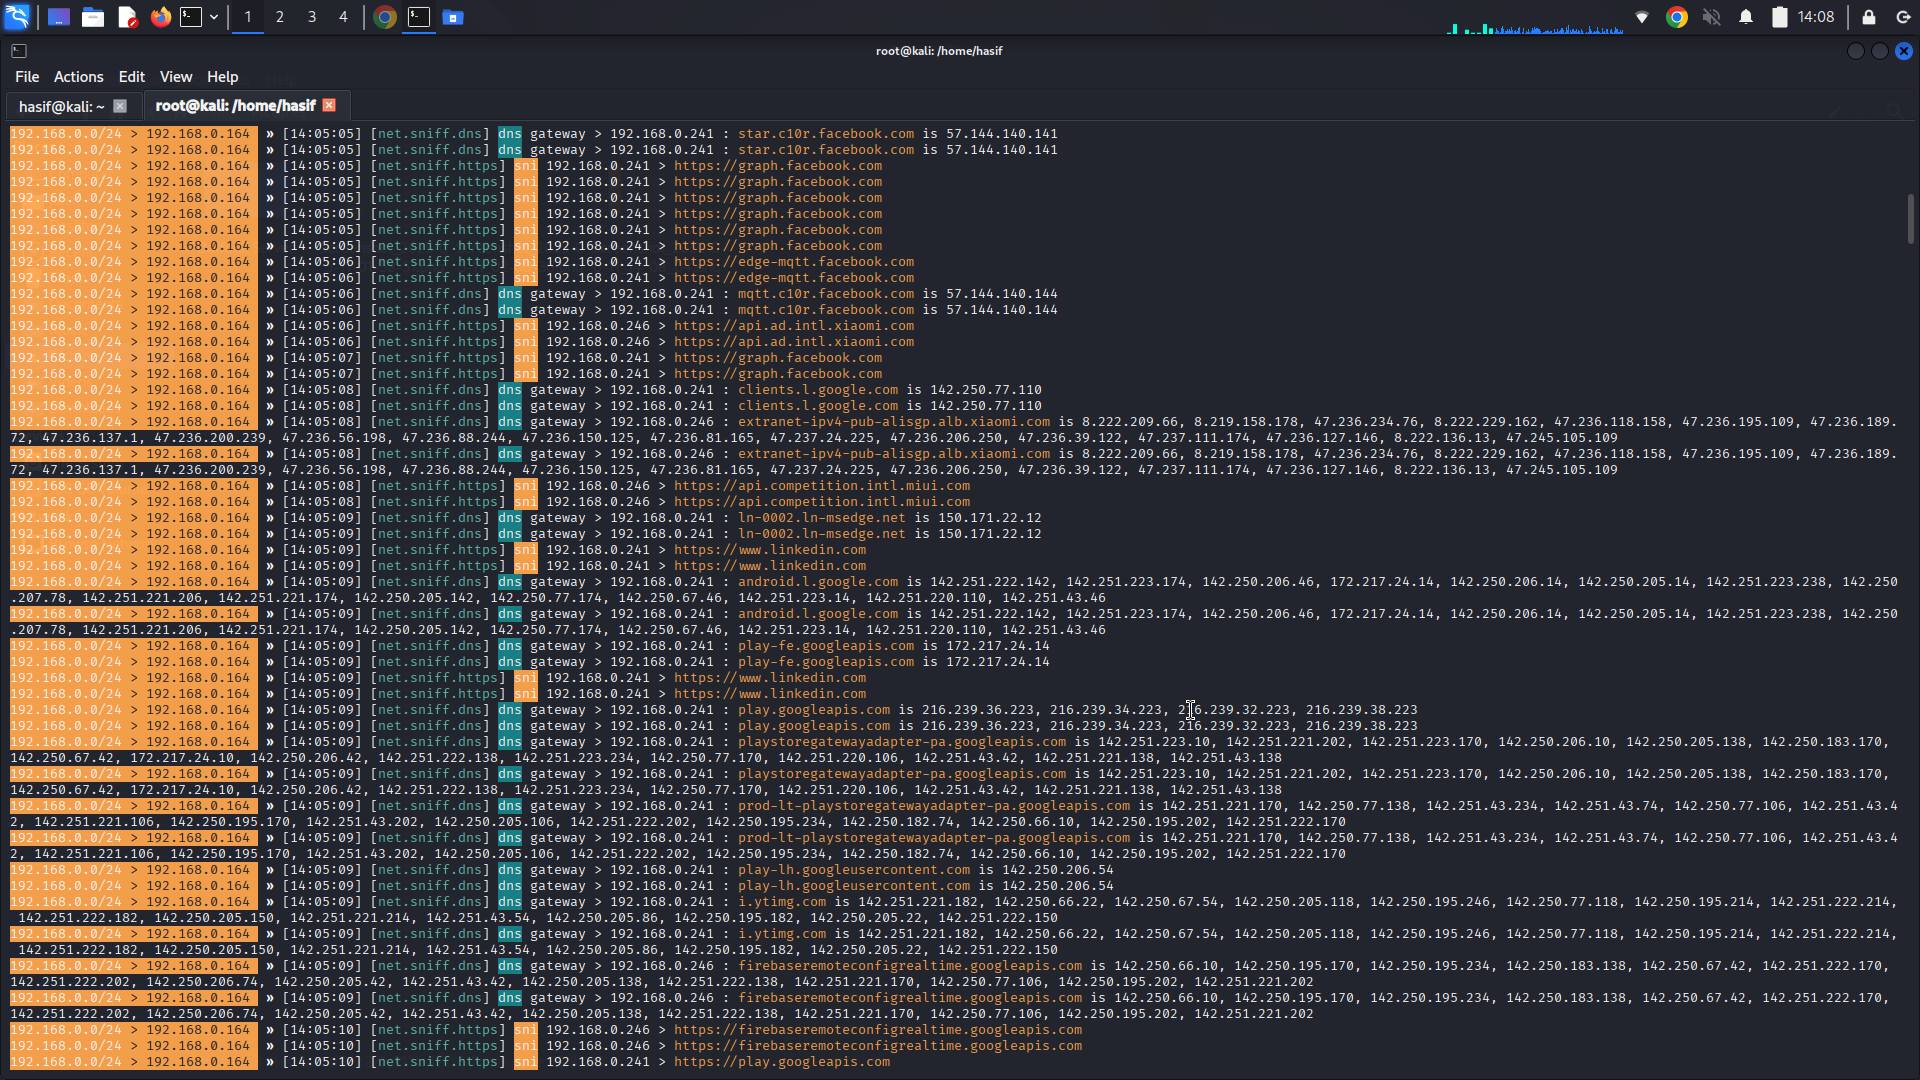 1 2 3 4 14:08
root@kali: /home/hasif
File Actions Edit View Help
hasif@kali: ~ root@kali: /home/hasif
192.168.0.0/24 > 192.168.0.164 » [14:05:05] [net.sniff.dns] dns gateway > 192.168.0.241 : star.c10r.facebook.com is 57.144.140.141
192.168.0.0/24 > 192.168.0.164 » [14:05:05] [net.sniff.dns] dns gateway > 192.168.0.241 : star.c10r.facebook.com is 57.144.140.141
192.168.0.0/24 > 192.168.0.164 » [14:05:05] [net.sniff.https] sni 192.168.0.241 > https://graph.facebook.com
192.168.0.0/24 > 192.168.0.164 » [14:05:05] [net.sniff.https] sni 192.168.0.241 > https://graph.facebook.com
192.168.0.0/24 > 192.168.0.164 » [14:05:05] [net.sniff.https] sni 192.168.0.241 > https://graph.facebook.com
192.168.0.0/24 > 192.168.0.164 » [14:05:05] [net.sniff.https] sni 192.168.0.241 > https://graph.facebook.com
192.168.0.0/24 > 192.168.0.164 » [14:05:05] [net.sniff.https] sni 192.168.0.241 > https://graph.facebook.com
192.168.0.0/24 > 192.168.0.164 » [14:05:05] [net.sniff.https] sni 192.168.0.241 > https://graph.facebook.com
192.168.0.0/24 > 192.168.0.164 » [14:05:06] [net.sniff.https] sni 192.168.0.241 > https://edge-mqtt.facebook.com
192.168.0.0/24 > 192.168.0.164 » [14:05:06] [net.sniff.https] sni 192.168.0.241 > https://edge-mqtt.facebook.com
192.168.0.0/24 > 192.168.0.164 » [14:05:06] [net.sniff.dns] dns gateway > 192.168.0.241 : mqtt.c10r.facebook.com is 57.144.140.144
192.168.0.0/24 > 192.168.0.164 » [14:05:06] [net.sniff.dns] dns gateway > 192.168.0.241 : mqtt.c10r.facebook.com is 57.144.140.144
192.168.0.0/24 > 192.168.0.164 » [14:05:06] [net.sniff.https] sni 192.168.0.246 > https://api.ad.intl.xiaomi.com
192.168.0.0/24 > 192.168.0.164 » [14:05:06] [net.sniff.https] sni 192.168.0.246 > https://api.ad.intl.xiaomi.com
192.168.0.0/24 > 192.168.0.164 » [14:05:07] [net.sniff.https] sni 192.168.0.241 > https://graph.facebook.com
192.168.0.0/24 > 192.168.0.164 » [14:05:07] [net.sniff.https] sni 192.168.0.241 > https://graph.facebook.com
192.168.0.0/24 > 192.168.0.164 » [14:05:08] [net.sniff.dns] dns gateway > 192.168.0.241 : clients.l.google.com is 142.250.77.110
192.168.0.0/24 > 192.168.0.164 » [14:05:08] [net.sniff.dns] dns gateway > 192.168.0.241 : clients.l.google.com is 142.250.77.110
192.168.0.0/24 > 192.168.0.164 » [14:05:08] [net.sniff.dns] dns gateway > 192.168.0.246 : extranet-ipv4-pub-alisgp.alb.xiaomi.com is 8.222.209.66, 8.219.158.178, 47.236.234.76, 8.222.229.162, 47.236.118.158, 47.236.195.109, 47.236.189.
72, 47.236.137.1, 47.236.200.239, 47.236.56.198, 47.236.88.244, 47.236.150.125, 47.236.81.165, 47.237.24.225, 47.236.206.250, 47.236.39.122, 47.237.111.174, 47.236.127.146, 8.222.136.13, 47.245.105.109
192.168.0.0/24 > 192.168.0.164 » [14:05:08] [net.sniff.dns] dns gateway > 192.168.0.246 : extranet-ipv4-pub-alisgp.alb.xiaomi.com is 8.222.209.66, 8.219.158.178, 47.236.234.76, 8.222.229.162, 47.236.118.158, 47.236.195.109, 47.236.189.
72, 47.236.137.1, 47.236.200.239, 47.236.56.198, 47.236.88.244, 47.236.150.125, 47.236.81.165, 47.237.24.225, 47.236.206.250, 47.236.39.122, 47.237.111.174, 47.236.127.146, 8.222.136.13, 47.245.105.109
192.168.0.0/24 > 192.168.0.164 » [14:05:08] [net.sniff.https] sni 192.168.0.246 > https://api.competition.intl.miui.com
192.168.0.0/24 > 192.168.0.164 » [14:05:08] [net.sniff.https] sni 192.168.0.246 > https://api.competition.intl.miui.com
192.168.0.0/24 > 192.168.0.164 » [14:05:09] [net.sniff.dns] dns gateway > 192.168.0.241 : ln-0002.ln-msedge.net is 150.171.22.12
192.168.0.0/24 > 192.168.0.164 » [14:05:09] [net.sniff.dns] dns gateway > 192.168.0.241 : ln-0002.ln-msedge.net is 150.171.22.12
192.168.0.0/24 > 192.168.0.164 » [14:05:09] [net.sniff.https] sni 192.168.0.241 > https://www.linkedin.com
192.168.0.0/24 > 192.168.0.164 » [14:05:09] [net.sniff.https] sni 192.168.0.241 > https://www.linkedin.com
192.168.0.0/24 > 192.168.0.164 » [14:05:09] [net.sniff.dns] dns gateway > 192.168.0.241 : android.l.google.com is 142.251.222.142, 142.251.223.174, 142.250.206.46, 172.217.24.14, 142.250.206.14, 142.250.205.14, 142.251.223.238, 142.250
.207.78, 142.251.221.206, 142.251.221.174, 142.250.205.142, 142.250.77.174, 142.250.67.46, 142.251.223.14, 142.251.220.110, 142.251.43.46
192.168.0.0/24 > 192.168.0.164 » [14:05:09] [net.sniff.dns] dns gateway > 192.168.0.241 : android.l.google.com is 142.251.222.142, 142.251.223.174, 142.250.206.46, 172.217.24.14, 142.250.206.14, 142.250.205.14, 142.251.223.238, 142.250
.207.78, 142.251.221.206, 142.251.221.174, 142.250.205.142, 142.250.77.174, 142.250.67.46, 142.251.223.14, 142.251.220.110, 142.251.43.46
192.168.0.0/24 > 192.168.0.164 » [14:05:09] [net.sniff.dns] dns gateway > 192.168.0.241 : play-fe.googleapis.com is 172.217.24.14
192.168.0.0/24 > 192.168.0.164 » [14:05:09] [net.sniff.dns] dns gateway > 192.168.0.241 : play-fe.googleapis.com is 172.217.24.14
192.168.0.0/24 > 192.168.0.164 » [14:05:09] [net.sniff.https] sni 192.168.0.241 > https://www.linkedin.com
192.168.0.0/24 > 192.168.0.164 » [14:05:09] [net.sniff.https] sni 192.168.0.241 > https://www.linkedin.com
192.168.0.0/24 > 192.168.0.164 » [14:05:09] [net.sniff.dns] dns gateway > 192.168.0.241 : play.googleapis.com is 216.239.36.223, 216.239.34.223, 216.239.32.223, 216.239.38.223
192.168.0.0/24 > 192.168.0.164 » [14:05:09] [net.sniff.dns] dns gateway > 192.168.0.241 : play.googleapis.com is 216.239.36.223, 216.239.34.223, 216.239.32.223, 216.239.38.223
192.168.0.0/24 > 192.168.0.164 » [14:05:09] [net.sniff.dns] dns gateway > 192.168.0.241 : playstoregatewayadapter-pa.googleapis.com is 142.251.223.10, 142.251.221.202, 142.251.223.170, 142.250.206.10, 142.250.205.138, 142.250.183.170,
142.250.67.42, 172.217.24.10, 142.250.206.42, 142.251.222.138, 142.251.223.234, 142.250.77.170, 142.251.220.106, 142.251.43.42, 142.251.221.138, 142.251.43.138
192.168.0.0/24 > 192.168.0.164 » [14:05:09] [net.sniff.dns] dns gateway > 192.168.0.241 : playstoregatewayadapter-pa.googleapis.com is 142.251.223.10, 142.251.221.202, 142.251.223.170, 142.250.206.10, 142.250.205.138, 142.250.183.170,
142.250.67.42, 172.217.24.10, 142.250.206.42, 142.251.222.138, 142.251.223.234, 142.250.77.170, 142.251.220.106, 142.251.43.42, 142.251.221.138, 142.251.43.138
192.168.0.0/24 > 192.168.0.164 » [14:05:09] [net.sniff.dns] dns gateway > 192.168.0.241 : prod-lt-playstoregatewayadapter-pa.googleapis.com is 142.251.221.170, 142.250.77.138, 142.251.43.234, 142.251.43.74, 142.250.77.106, 142.251.43.4
2, 142.251.221.106, 142.250.195.170, 142.251.43.202, 142.250.205.106, 142.251.222.202, 142.250.195.234, 142.250.182.74, 142.250.66.10, 142.250.195.202, 142.251.222.170
192.168.0.0/24 > 192.168.0.164 » [14:05:09] [net.sniff.dns] dns gateway > 192.168.0.241 : prod-lt-playstoregatewayadapter-pa.googleapis.com is 142.251.221.170, 142.250.77.138, 142.251.43.234, 142.251.43.74, 142.250.77.106, 142.251.43.4
2, 142.251.221.106, 142.250.195.170, 142.251.43.202, 142.250.205.106, 142.251.222.202, 142.250.195.234, 142.250.182.74, 142.250.66.10, 142.250.195.202, 142.251.222.170
192.168.0.0/24 > 192.168.0.164 » [14:05:09] [net.sniff.dns] dns gateway > 192.168.0.241 : play-lh.googleusercontent.com is 142.250.206.54
192.168.0.0/24 > 192.168.0.164 » [14:05:09] [net.sniff.dns] dns gateway > 192.168.0.241 : play-lh.googleusercontent.com is 142.250.206.54
192.168.0.0/24 > 192.168.0.164 » [14:05:09] [net.sniff.dns] dns gateway > 192.168.0.241 : i.ytimg.com is 142.251.221.182, 142.250.66.22, 142.250.67.54, 142.250.205.118, 142.250.195.246, 142.250.77.118, 142.250.195.214, 142.251.222.214,
142.251.222.182, 142.250.205.150, 142.251.221.214, 142.251.43.54, 142.250.205.86, 142.250.195.182, 142.250.205.22, 142.251.222.150
192.168.0.0/24 > 192.168.0.164 » [14:05:09] [net.sniff.dns] dns gateway > 192.168.0.241 : i.ytimg.com is 142.251.221.182, 142.250.66.22, 142.250.67.54, 142.250.205.118, 142.250.195.246, 142.250.77.118, 142.250.195.214, 142.251.222.214,
142.251.222.182, 142.250.205.150, 142.251.221.214, 142.251.43.54, 142.250.205.86, 142.250.195.182, 142.250.205.22, 142.251.222.150
192.168.0.0/24 > 192.168.0.164 » [14:05:09] [net.sniff.dns] dns gateway > 192.168.0.246 : firebaseremoteconfigrealtime.googleapis.com is 142.250.66.10, 142.250.195.170, 142.250.195.234, 142.250.183.138, 142.250.67.42, 142.251.222.170,
142.251.222.202, 142.250.206.74, 142.250.205.42, 142.251.43.42, 142.250.205.138, 142.251.222.138, 142.251.221.170, 142.250.77.106, 142.250.195.202, 142.251.221.202
192.168.0.0/24 > 192.168.0.164 » [14:05:09] [net.sniff.dns] dns gateway > 192.168.0.246 : firebaseremoteconfigrealtime.googleapis.com is 142.250.66.10, 142.250.195.170, 142.250.195.234, 142.250.183.138, 142.250.67.42, 142.251.222.170,
142.251.222.202, 142.250.206.74, 142.250.205.42, 142.251.43.42, 142.250.205.138, 142.251.222.138, 142.251.221.170, 142.250.77.106, 142.250.195.202, 142.251.221.202
192.168.0.0/24 > 192.168.0.164 » [14:05:10] [net.sniff.https] sni 192.168.0.246 > https://firebaseremoteconfigrealtime.googleapis.com
192.168.0.0/24 > 192.168.0.164 » [14:05:10] [net.sniff.https] sni 192.168.0.246 > https://firebaseremoteconfigrealtime.googleapis.com
192.168.0.0/24 > 192.168.0.164 » [14:05:10] [net.sniff.https] sni 192.168.0.241 > https://play.googleapis.com